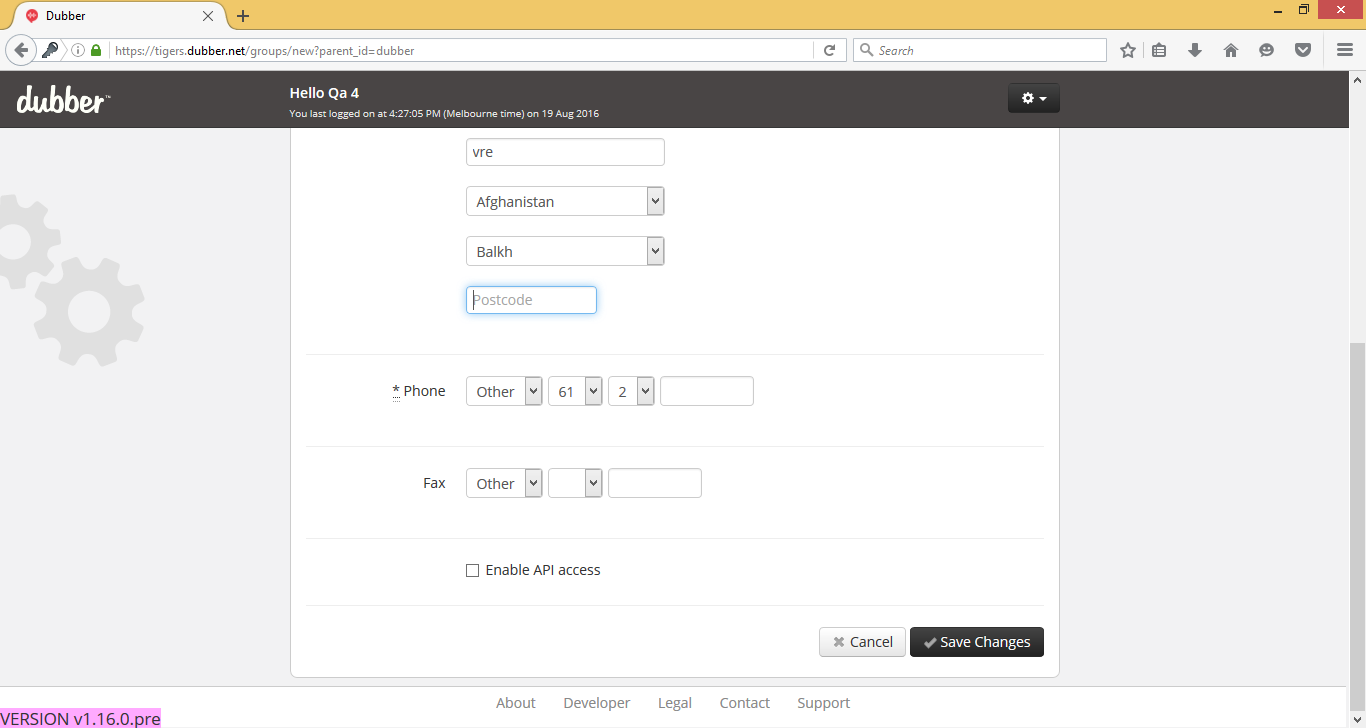 Dubber
https://tigers.dubber.net/groups/new?parent_id=dubber
Search
dubber™
Hello Qa 4
You last logged on at 4:27:05 PM (Melbourne time) on 19 Aug 2016
vre
Afghanistan
Balkh
Postcode
* Phone Other 61 2
Fax Other
Enable API access
Cancel Save Changes
About Developer Legal Contact Support
VERSION v1.16.0.pre